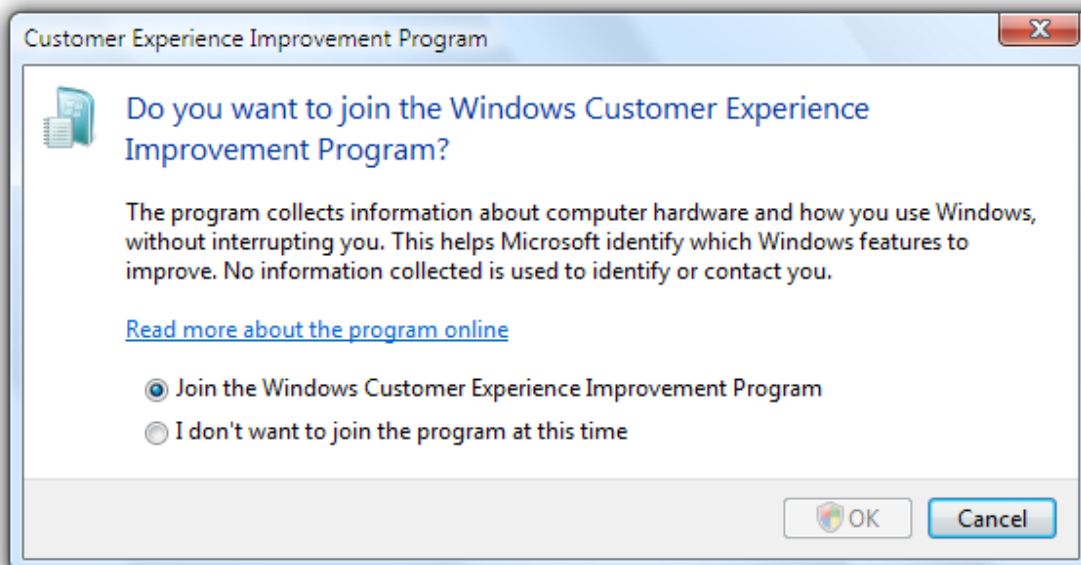 Customer Experience Improvement Program
Do you want to join the Windows Customer Experience
Improvement Program?
The program collects information about computer hardware and how you use Windows,
without interrupting you. This helps Microsoft identify which Windows features to
improve. No information collected is used to identify or contact you.
Read more about the program online
Join the Windows Customer Experience Improvement Program
I don't want to join the program at this time
OK
Cancel